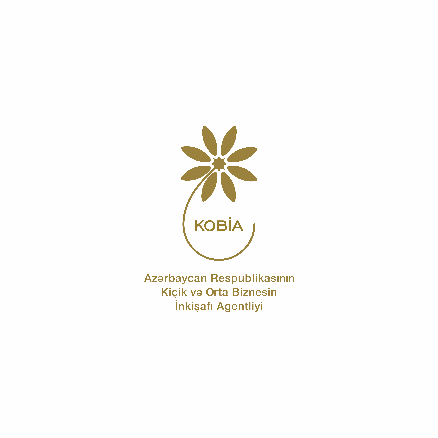 KOBİA
Azərbaycan Respublikasının
Kiçik və Orta Biznesin
İnkişafı Agentliyi